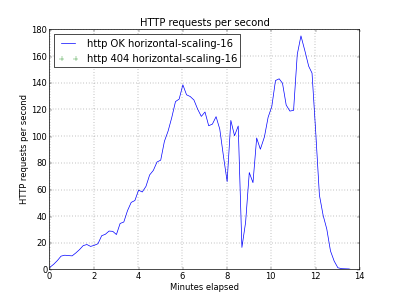 HTTP requests per second
180
160
140
120
100
80
60
40
20
0
HTTP requests per second
http OK horizontal-scaling-16
http 404 horizontal-scaling-16
0 2 4 6 8 10 12 14
Minutes elapsed